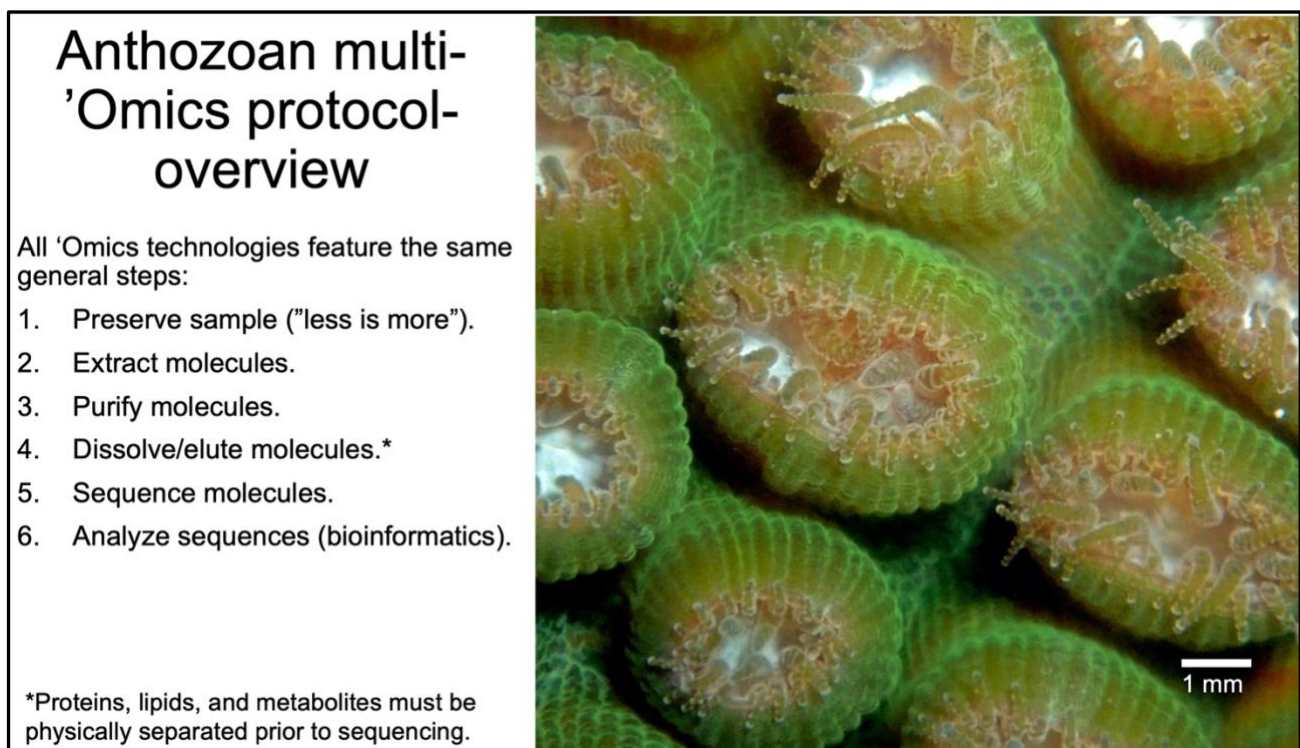 Anthozoan multi-
’Omics protocol-
overview
All ‘Omics technologies feature the same
general steps:
1. Preserve sample (”less is more”).
2. Extract molecules.
3. Purify molecules.
4. Dissolve/elute molecules.*
5. Sequence molecules.
6. Analyze sequences (bioinformatics).
*Proteins, lipids, and metabolites must be
physically separated prior to sequencing.
1 mm